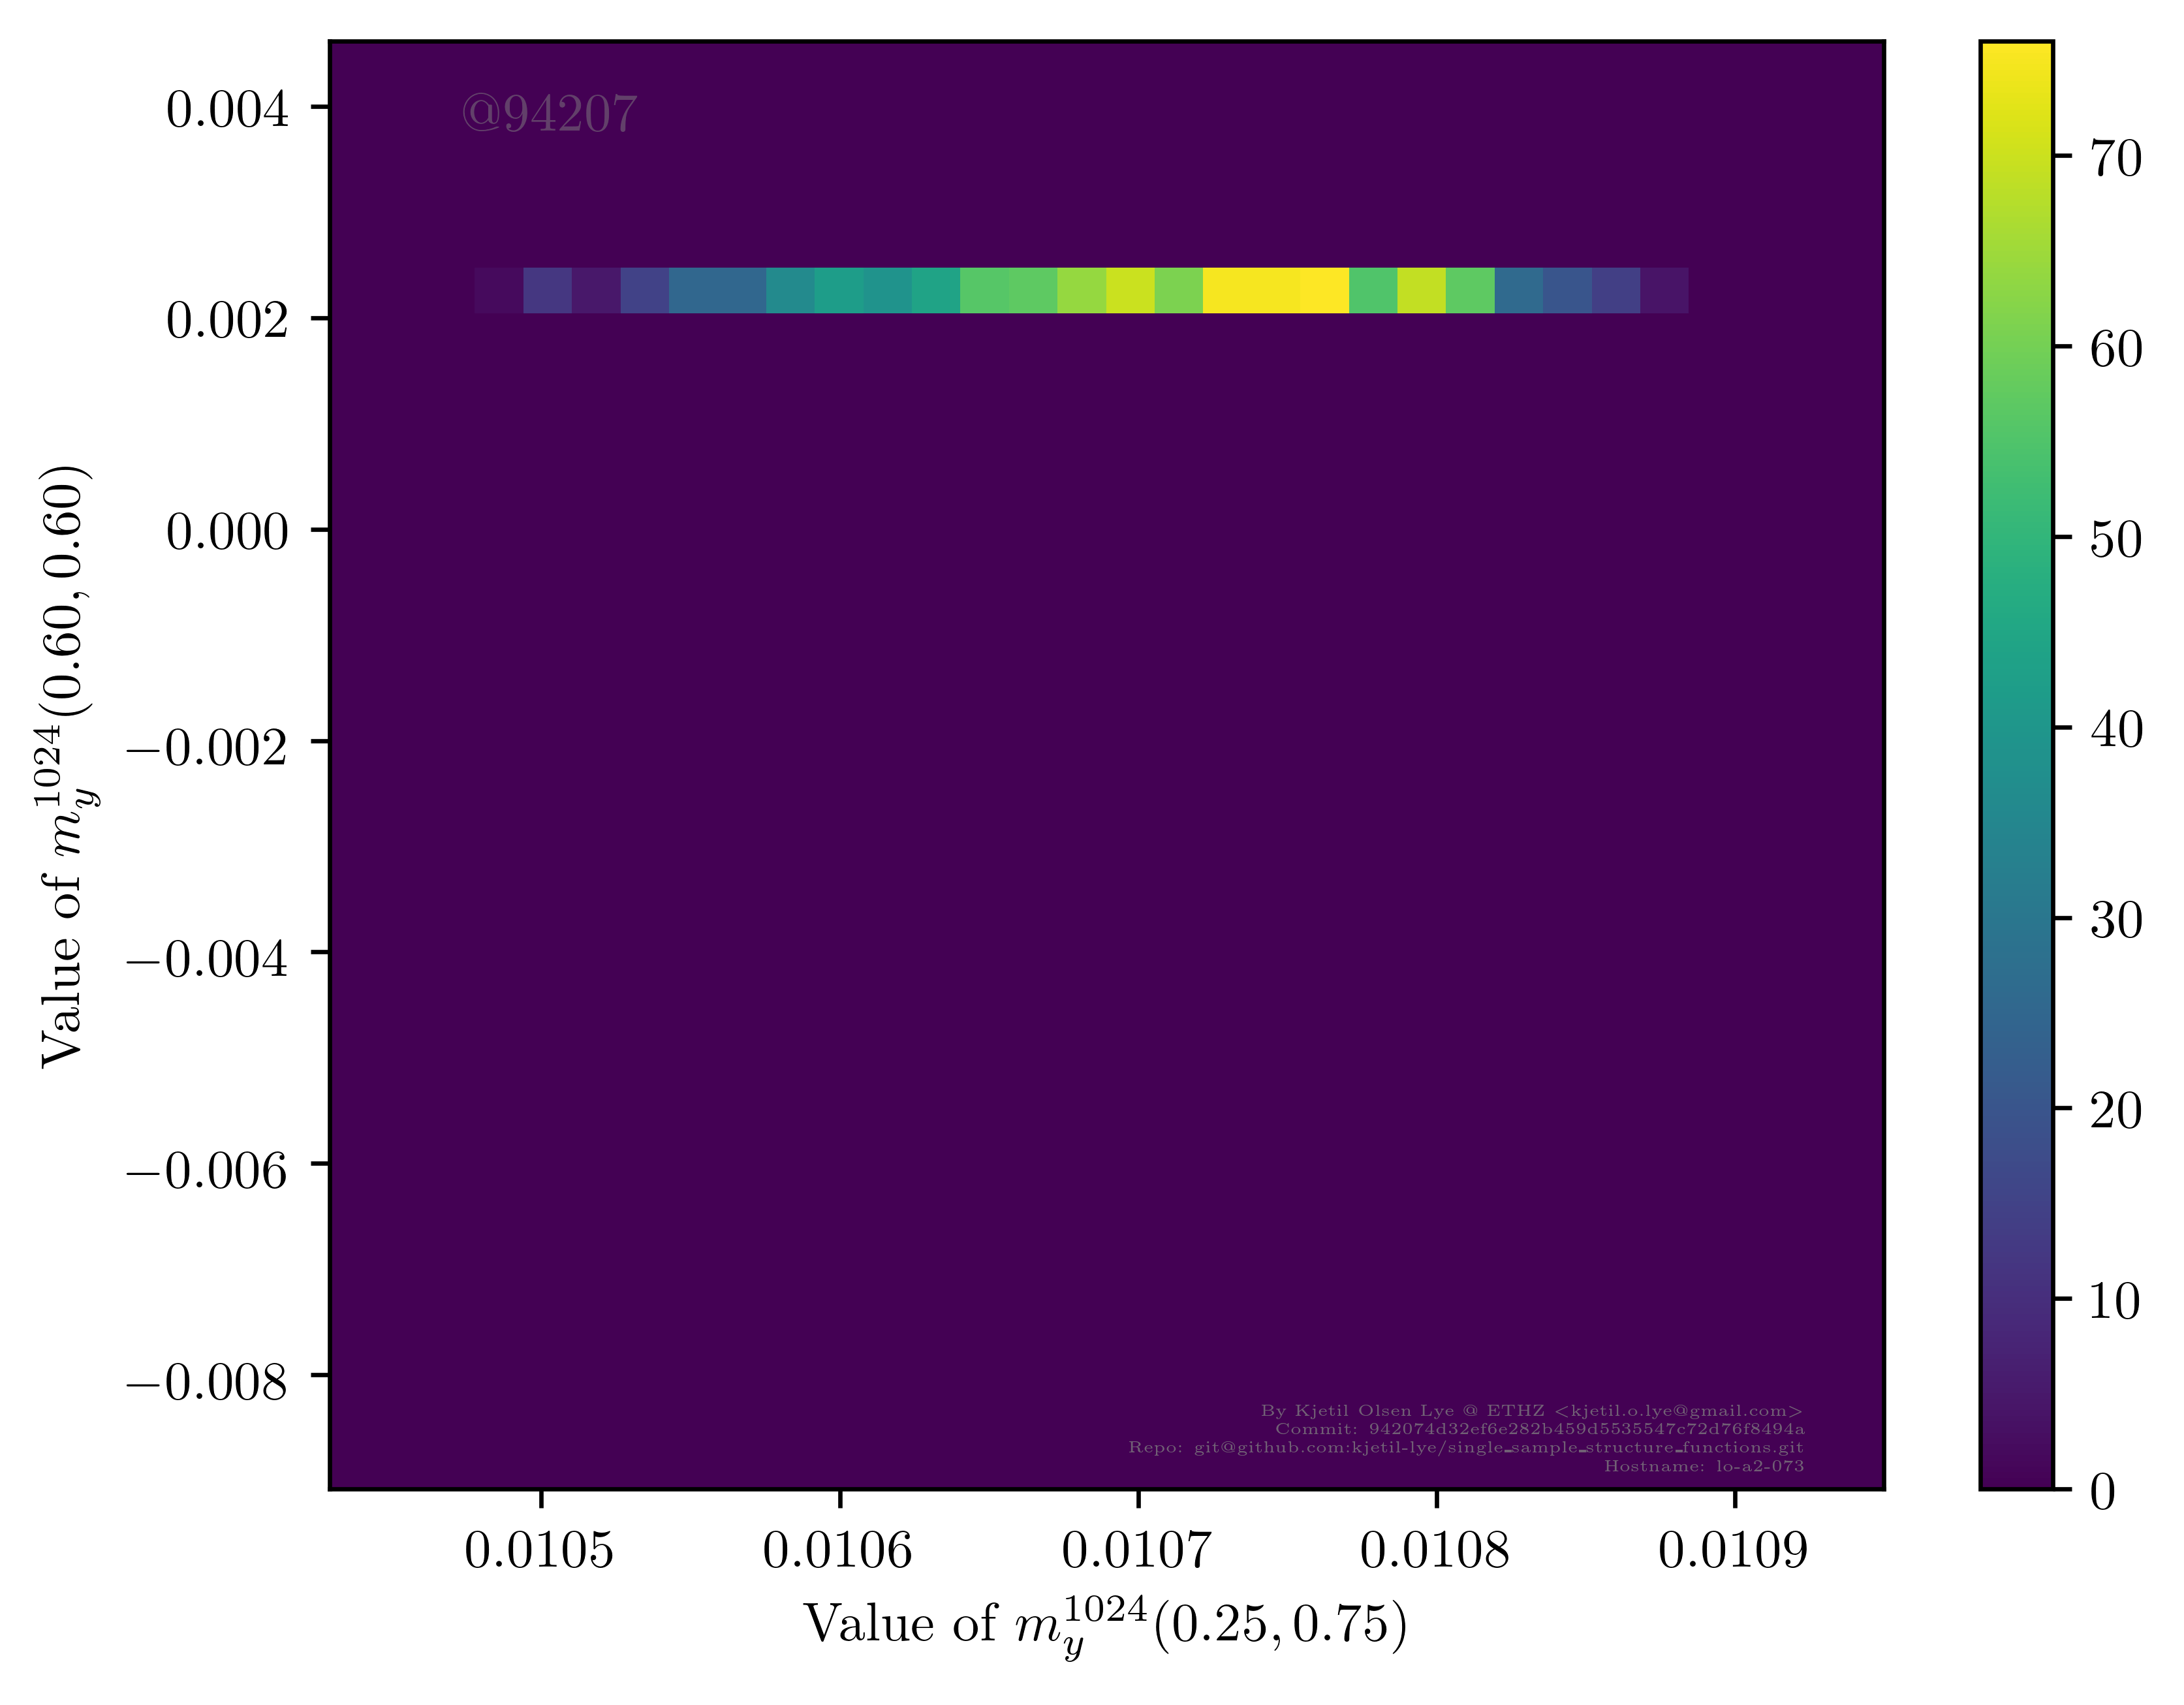 @94207
0.004
0.002
0.000
−0.002
−0.004
−0.006
−0.008
Value of $m_y^{1024}(0.60, 0.60)$
70
60
50
40
30
20
10
0
By Kjetil Olsen Lye @ ETHZ <kjetil.o.lye@gmail.com>
Commit: 942074d32ef6e282b459d5535547c72d76f8494a
Repo: git@github.com:kjetil-lye/single_sample_structure_functions.git
Hostname: lo-a2-073
0.0105 0.0106 0.0107 0.0108 0.0109
Value of $m_y^{1024}(0.25, 0.75)$